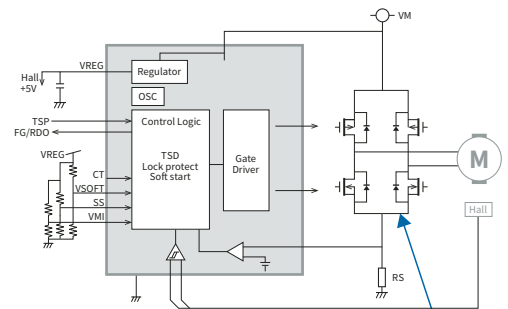 VM
VREG
Hall
+5V
Regulator
OSC
TSP
FG/RDO
Control Logic
TSD
Lock protect
Soft start
Gate
Driver
M
VREG
CT
VSOFT
SS
VMI
Hall
RS